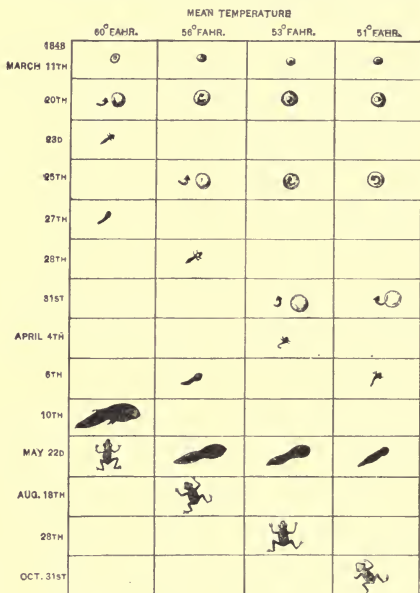 MEAN TEMPERATURE
60° FAHR. 56° FAHR. 53° FAHR. 51° FAHR.
1848
MARCH 11TH
20TH
23D
25TH
27TH
28TH
31ST
APRIL 4TH
6TH
10TH
MAY 22D
AUG. 18TH
28TH
OCT. 31ST